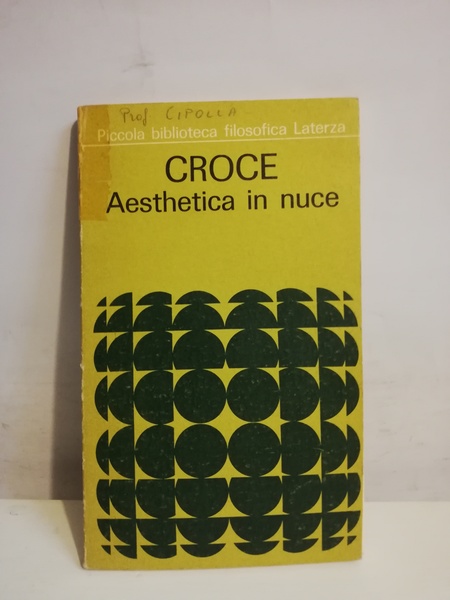 Prof CIPOLLA
Piccola biblioteca filosofica Laterza
CROCE
Aesthetica in nuce